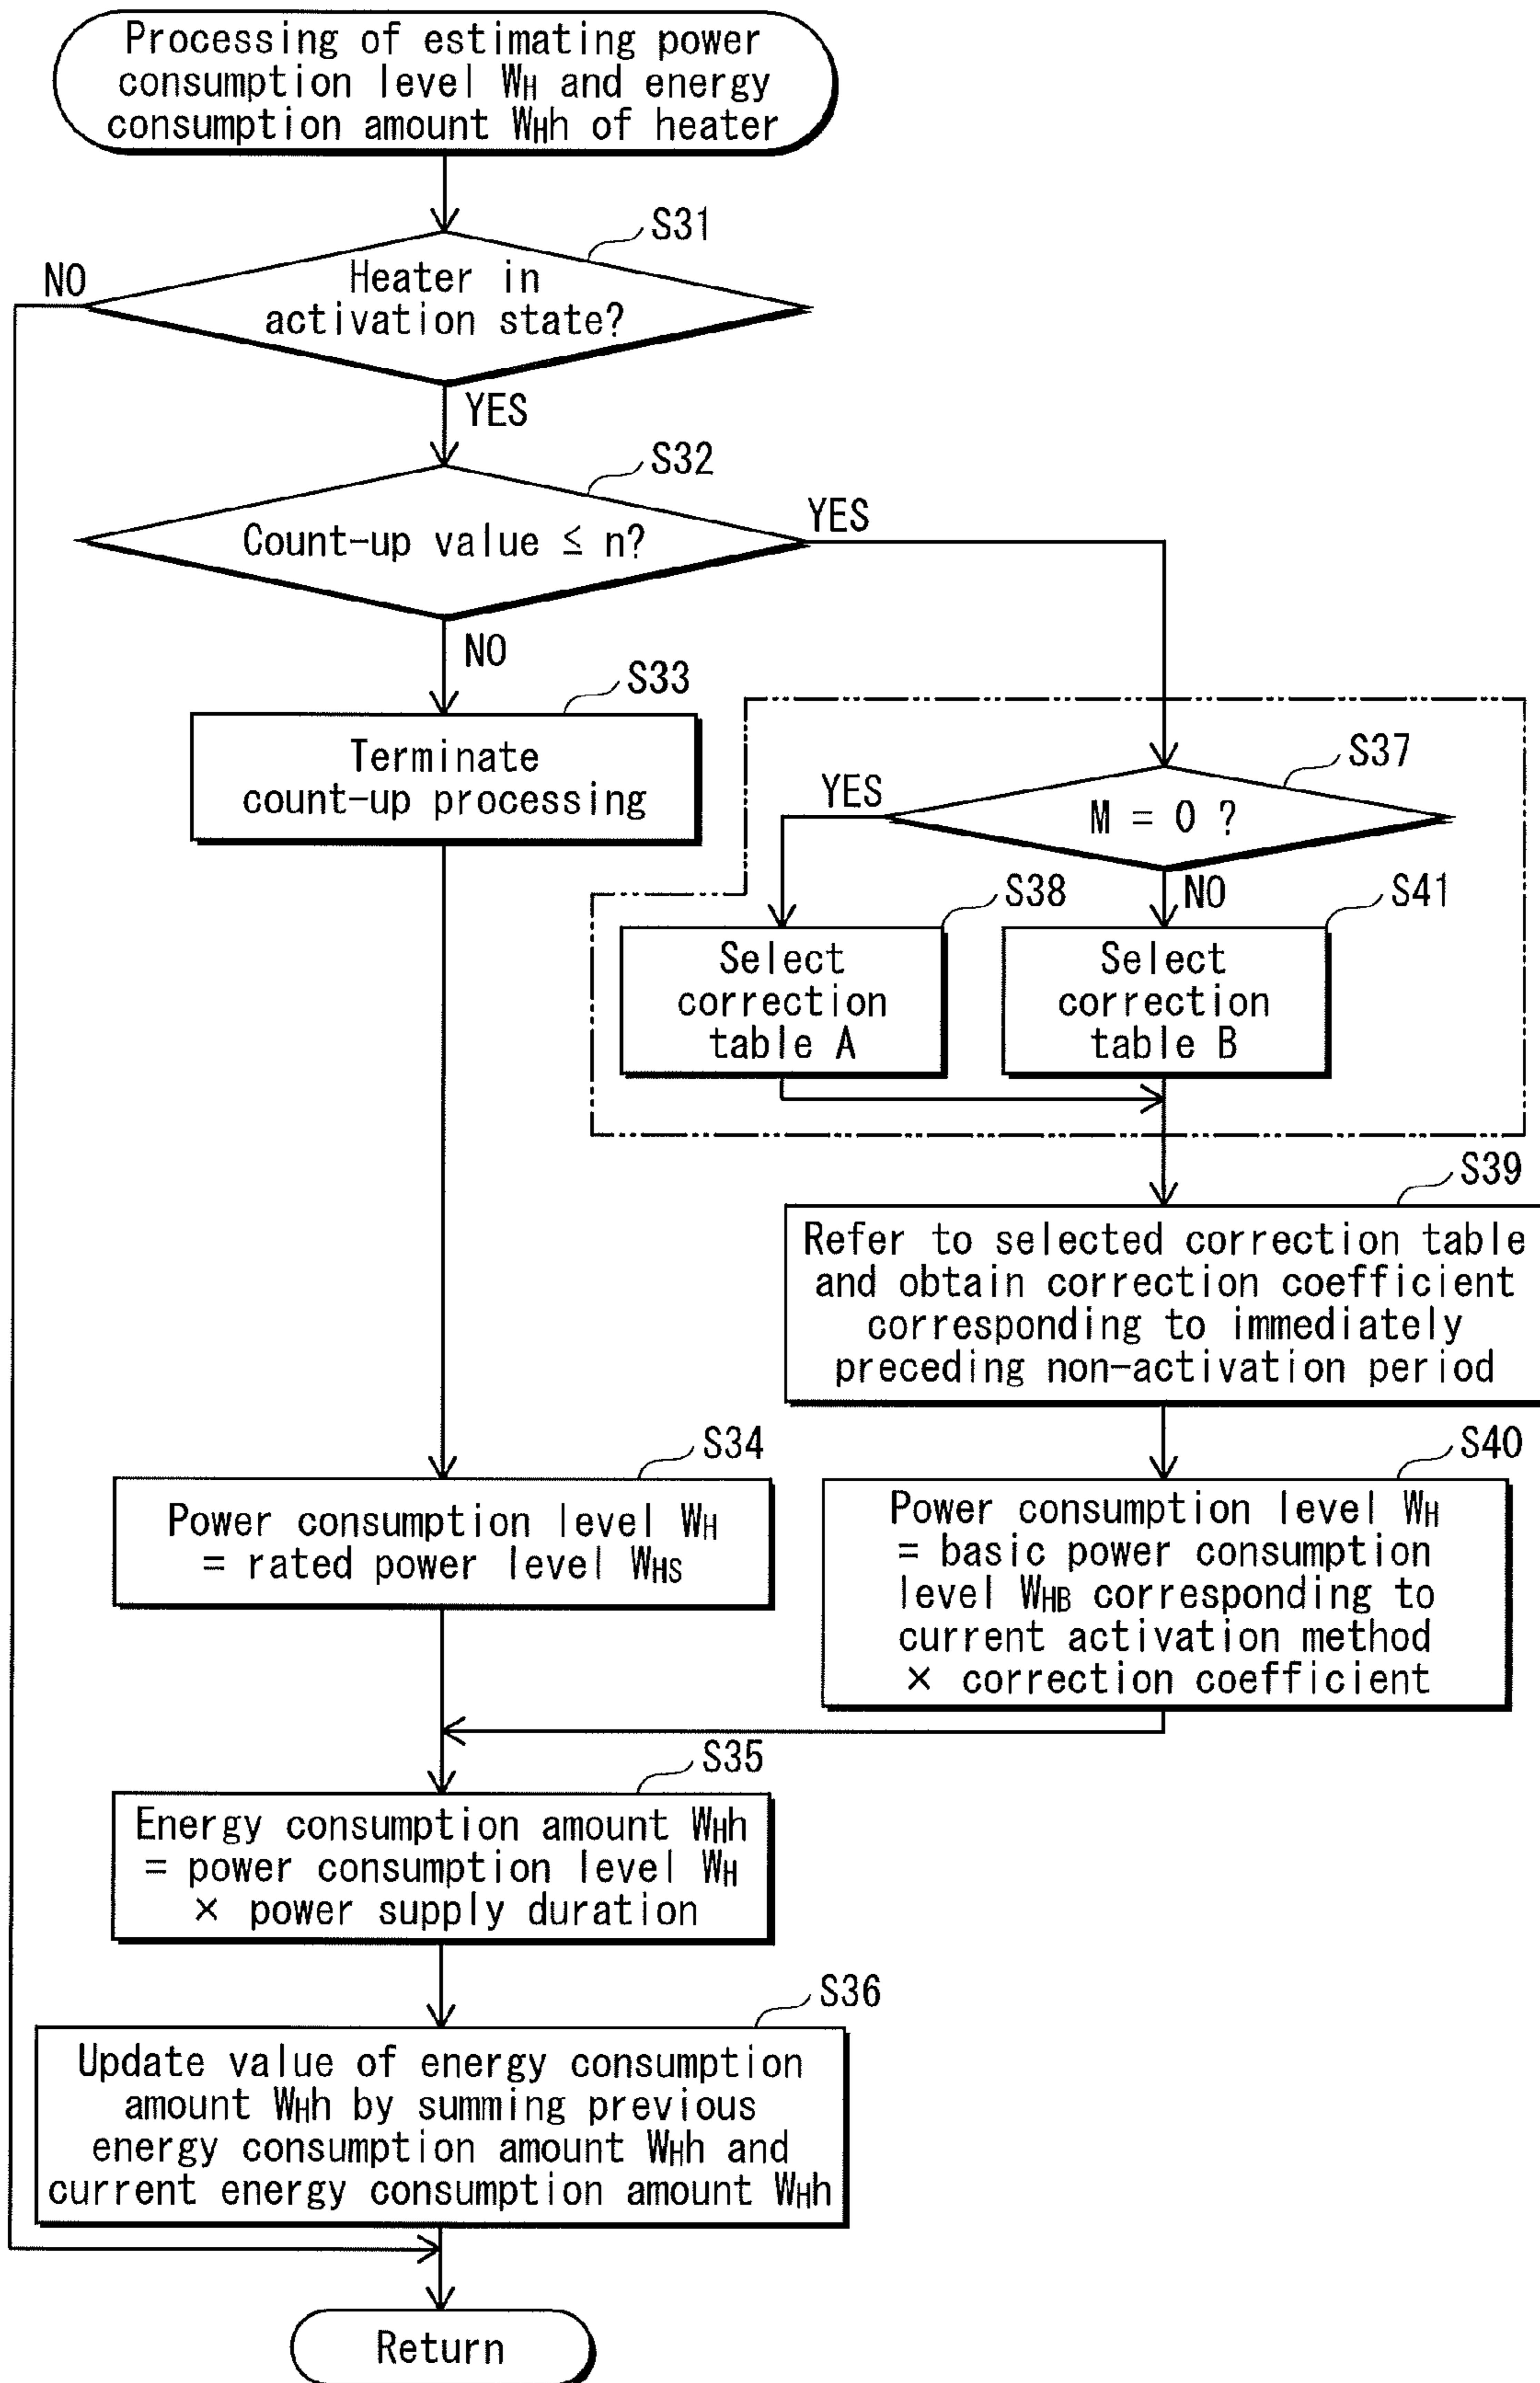 Processing of estimating power
consumption level WH and energy
consumption amount WHh of heater
S31
NO
Heater in
activation state?
YES
S32
YES
Count-up value ≤ n?
NO
S33
Terminate
count-up processing
S37
YES
M = 0 ?
NO
S38
S41
Select
correction
table A
Select
correction
table B
S39
Refer to selected correction table
and obtain correction coefficient
corresponding to immediately
preceding non-activation period
S34
Power consumption level WH
= rated power level WHS
S40
Power consumption level WH
= basic power consumption
level WHB corresponding to
current activation method
× correction coefficient
S35
Energy consumption amount WHh
= power consumption level WH
× power supply duration
S36
Update value of energy consumption
amount WHh by summing previous
energy consumption amount WHh and
current energy consumption amount WHh
Return